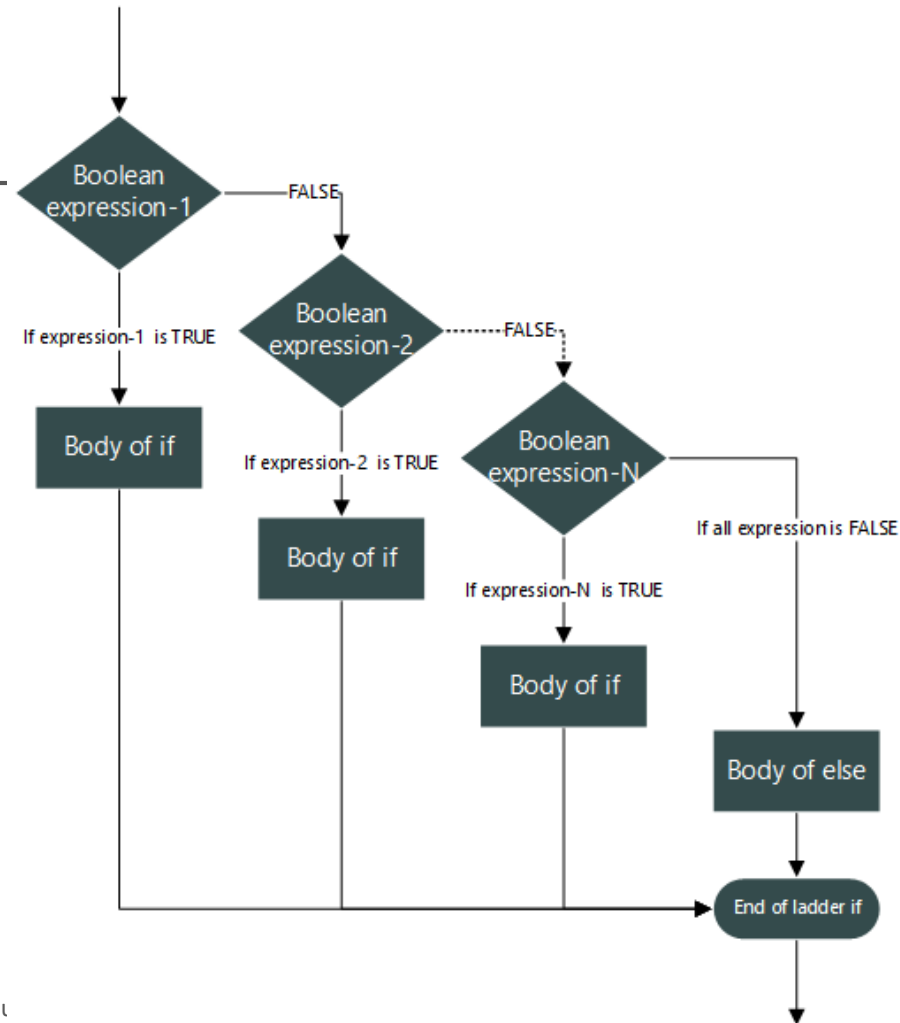 Boolean
expression-1
FALSE
Boolean
expression-2
FALSE
If expression-1 is TRUE
Body of if
Boolean
expression-N
If expression-2 is TRUE
If all expression is FALSE
Body of if
If expression-N is TRUE
Body of if
Body of else
End of ladder if